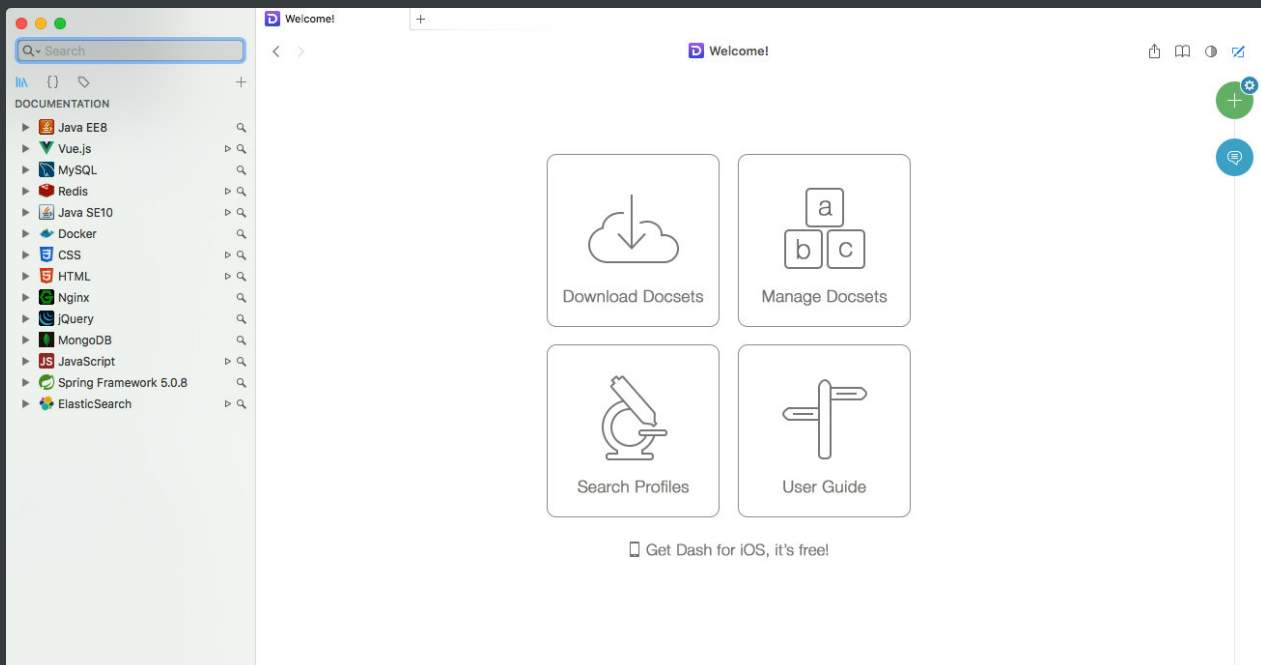 Welcome!
Search
Welcome!
DOCUMENTATION
Java EE8
Vue.js
MySQL
Redis
Java SE10
Docker
CSS
HTML
Nginx
jQuery
MongoDB
JS JavaScript
Spring Framework 5.0.8
ElasticSearch
a
b c
Download Docsets
Manage Docsets
Search Profiles
User Guide
Get Dash for iOS, it's free!